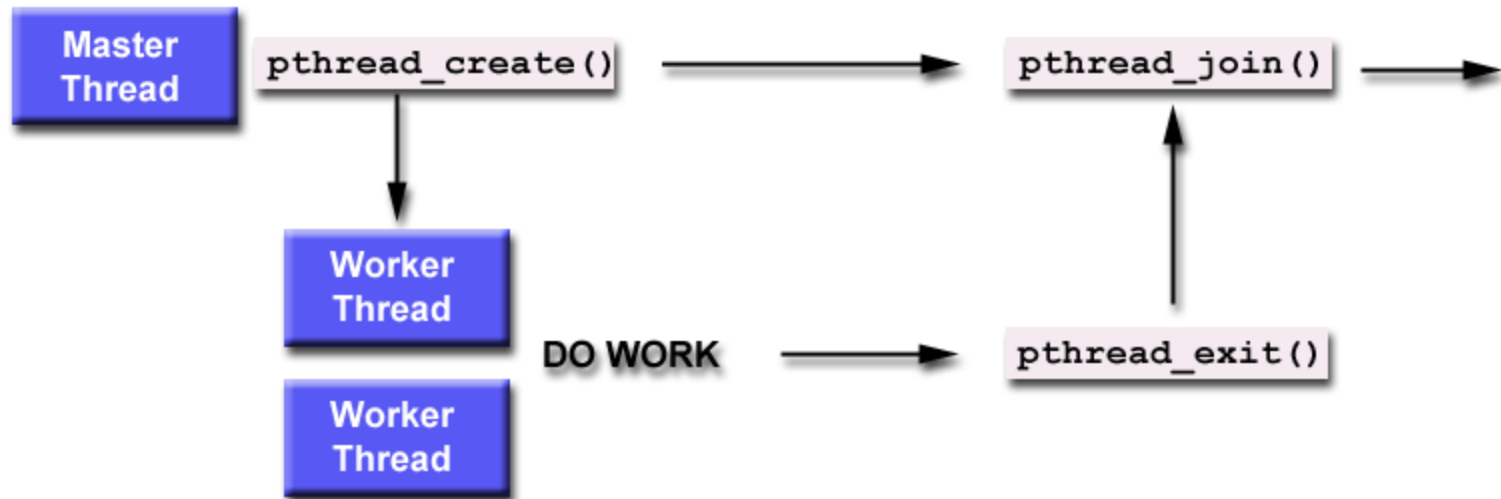 Master
Thread
pthread_create()
pthread_join()
Worker
Thread
DO WORK
pthread_exit()
Worker
Thread